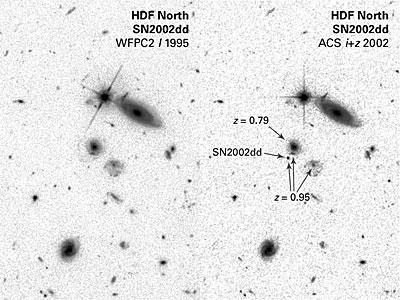 HDF North
SN2002dd
WFPC2 I 1995
HDF North
SN2002dd
ACS i+z 2002
z = 0.79
SN2002dd
z = 0.95